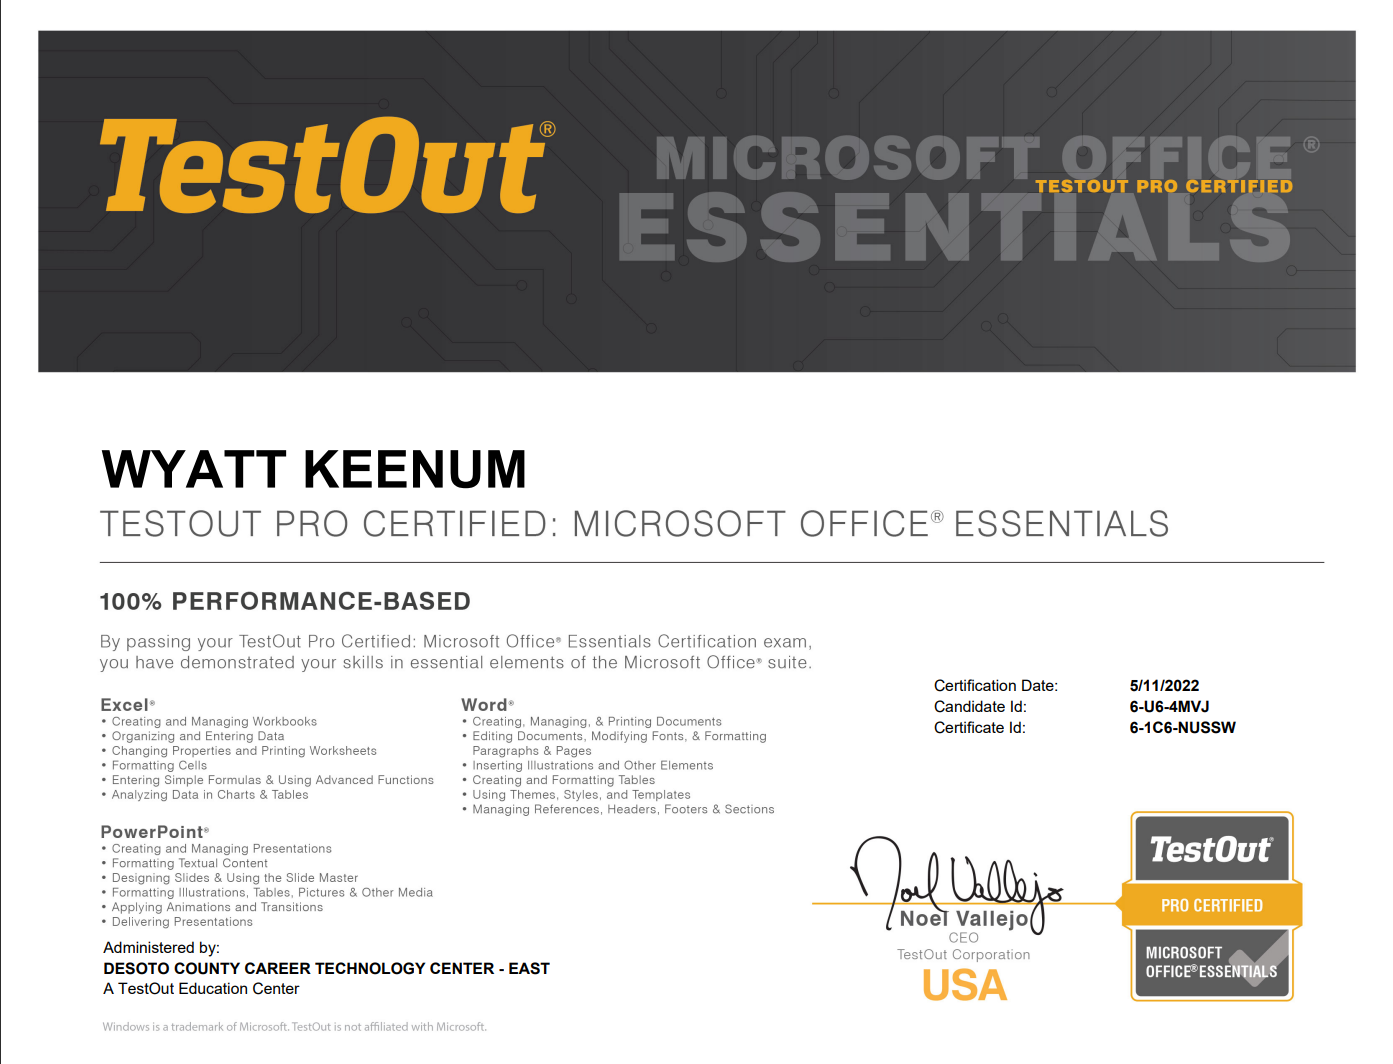 TestOut®
MICROSOFT OFFICE®
TESTOUT PRO CERTIFIED
ESSENTIALS
WYATT KEENUM
TESTOUT PRO CERTIFIED: MICROSOFT OFFICE® ESSENTIALS
100% PERFORMANCE-BASED
By passing your TestOut Pro Certified: Microsoft Office® Essentials Certification exam,
you have demonstrated your skills in essential elements of the Microsoft Office® suite.
Excel®
• Creating and Managing Workbooks
• Organizing and Entering Data
• Changing Properties and Printing Worksheets
• Formatting Cells
• Entering Simple Formulas & Using Advanced Functions
• Analyzing Data in Charts & Tables
Word®
• Creating, Managing, & Printing Documents
• Editing Documents, Modifying Fonts, & Formatting
Paragraphs & Pages
• Inserting Illustrations and Other Elements
• Creating and Formatting Tables
• Using Themes, Styles, and Templates
• Managing References, Headers, Footers & Sections
PowerPoint®
• Creating and Managing Presentations
• Formatting Textual Content
• Designing Slides & Using the Slide Master
• Formatting Illustrations, Tables, Pictures & Other Media
• Applying Animations and Transitions
• Delivering Presentations
Certification Date: 5/11/2022
Candidate Id: 6-U6-4MVJ
Certificate Id: 6-1C6-NUSSW
Administered by:
DESOTO COUNTY CAREER TECHNOLOGY CENTER - EAST
A TestOut Education Center
Noel Vallejo
Noel Vallejo
CEO
TestOut Corporation
USA
TestOut®
PRO CERTIFIED
MICROSOFT
OFFICE® ESSENTIALS
Windows is a trademark of Microsoft. TestOut is not affiliated with Microsoft.